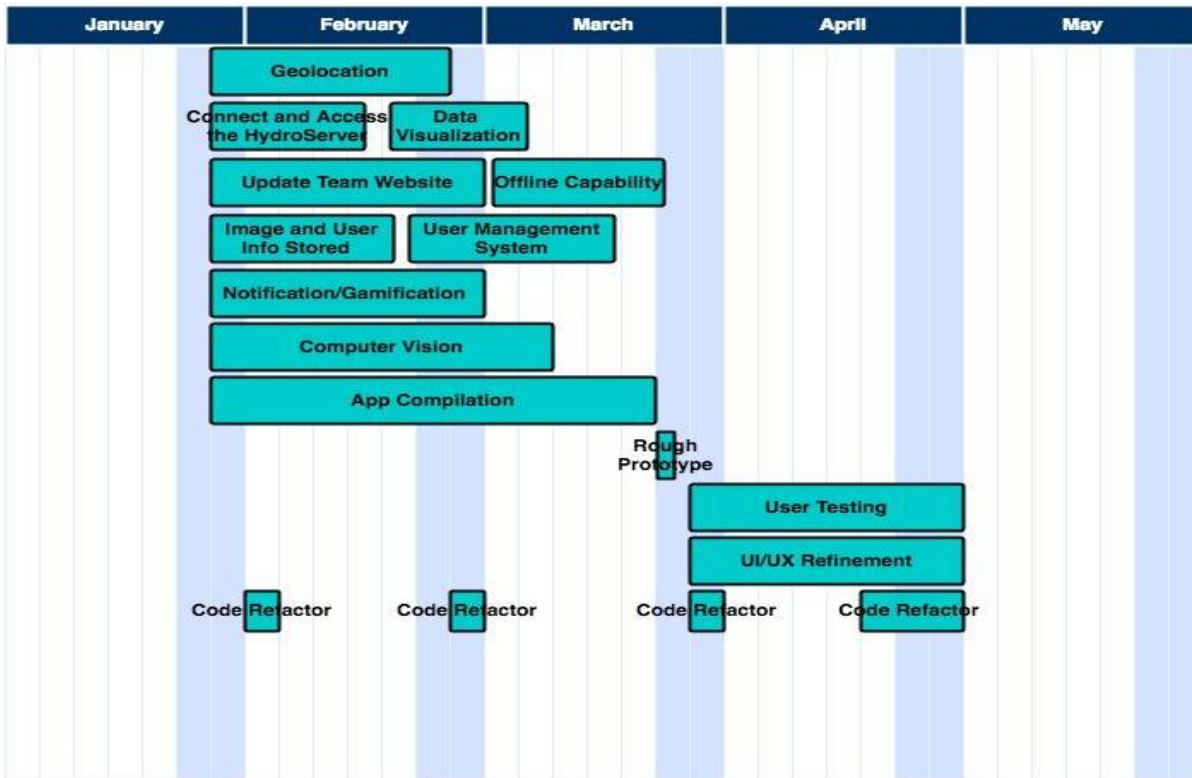 January February March April May
Geolocation
Connect and Access
the HydroServer
Data
Visualization
Update Team Website
Offline Capability
Image and User
Info Stored
User Management
System
Notification/Gamification
Computer Vision
App Compilation
Rough
Prototype
User Testing
UI/UX Refinement
Code Refactor Code Refactor Code Refactor Code Refactor